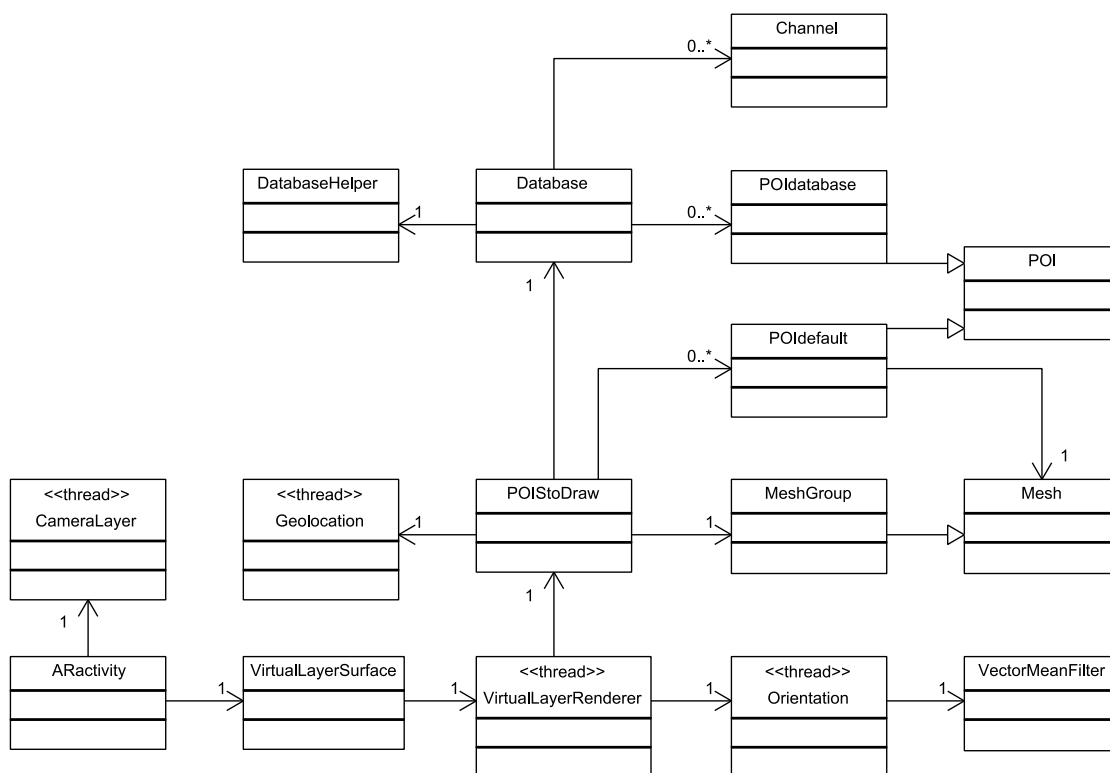 Channel
0..*
DatabaseHelper
Database
POIdatabase
1
0..*
POI
1
POIdefault
0..*
1
<<thread>>
CameraLayer
<<thread>>
Geolocation
POIStoDraw
MeshGroup
Mesh
1
1
1
1
ARactivity
VirtualLayerSurface
<<thread>>
VirtualLayerRenderer
<<thread>>
Orientation
VectorMeanFilter
1
1
1
1